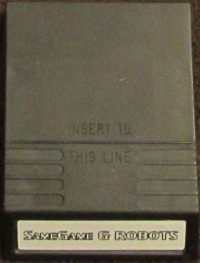 INSERT TO
THIS LINE
SAMEGAME & ROBOTS